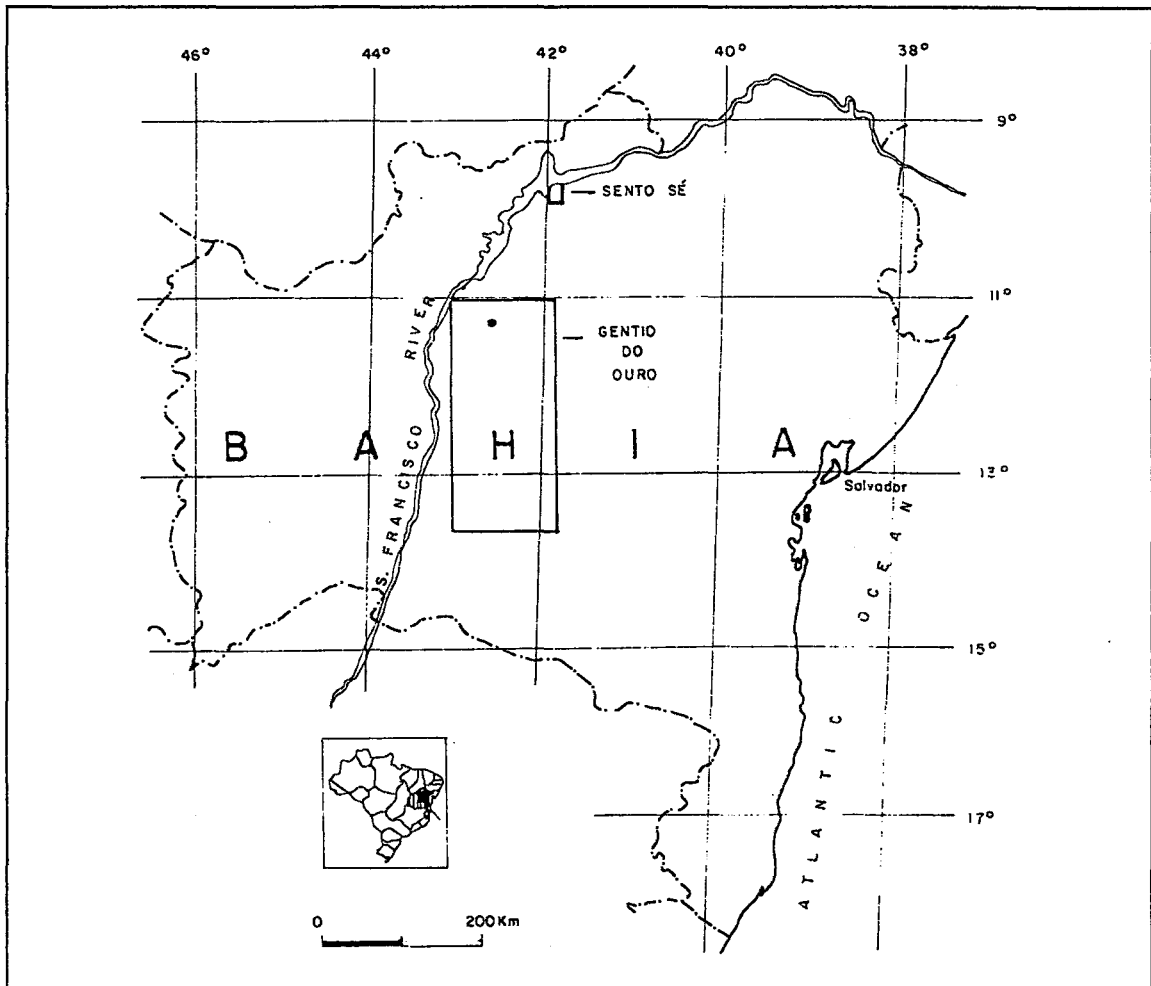 46° 44° 42° 40° 38°
9°
SENTO SÉ
11°
GENTIO
DO
OURO
S. FRANCISCO RIVER
B A H I A
13°
Salvador
ATLANTIC OCEAN
15°
17°
0 200Km